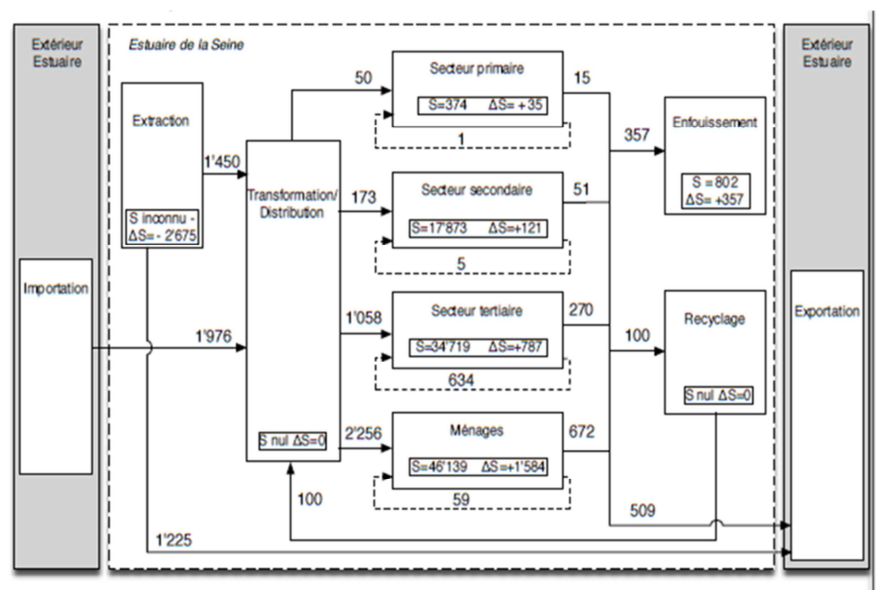 Extérieur
Estuaire
Estuaire de la Seine
Extérieur
Estuaire
Extraction
S inconnu -
ΔS= - 2'675
Importation
1'450
1'976
1'225
Transformation/
Distribution
S nul ΔS=0
50
173
1'058
2'256
100
Secteur primaire
S=374 ΔS= +35
1
Secteur secondaire
S=17'873 ΔS=+121
5
Secteur tertiaire
S=34'719 ΔS=+787
634
Ménages
S=46'139 ΔS=+1'584
59
15
51
270
672
357
100
509
Enfouissement
S =802
ΔS= +357
Recyclage
S nul ΔS=0
Exportation